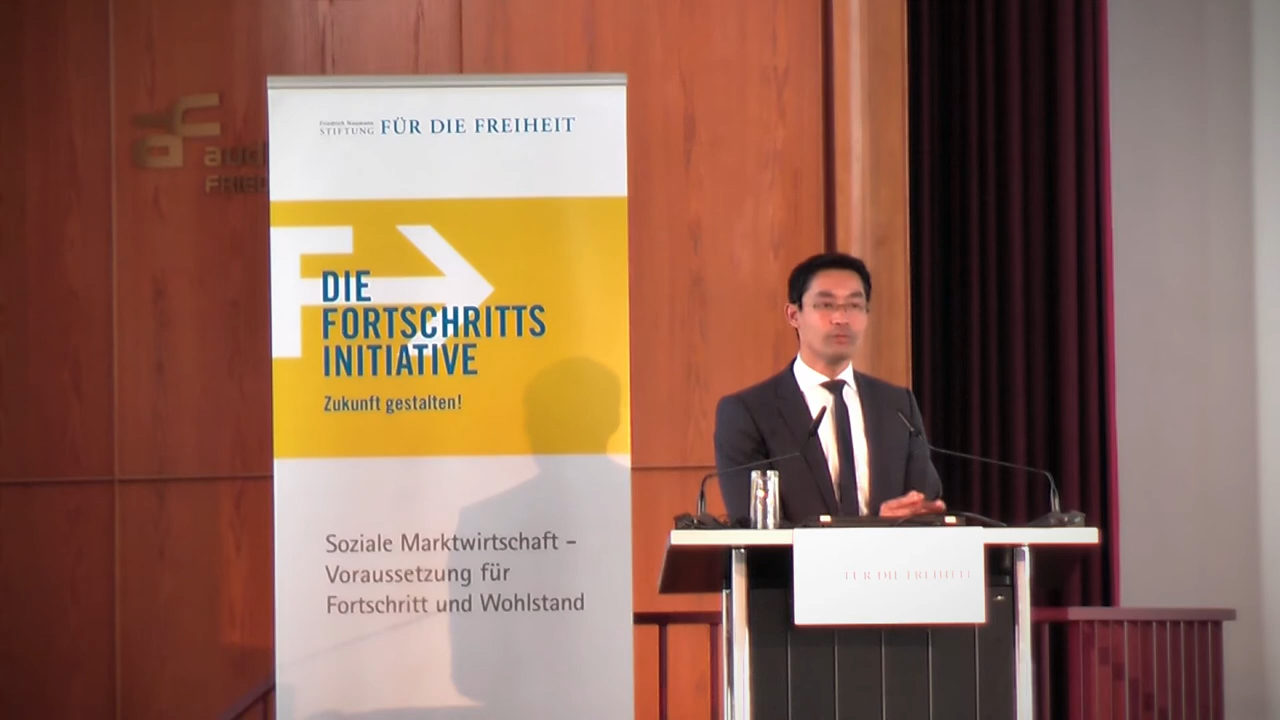 Friedrich Naumann
STIFTUNG FÜR DIE FREIHEIT
DIE
FORTSCHRITTS
INITIATIVE
Zukunft gestalten!
Soziale Marktwirtschaft –
Voraussetzung für
Fortschritt und Wohlstand
FÜR DIE FREIHEIT